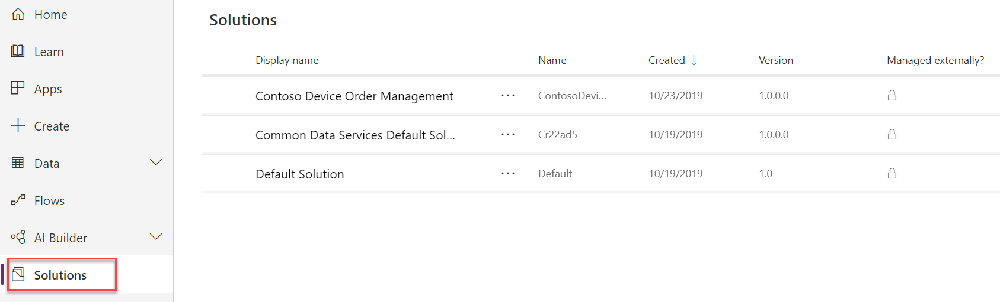 Home
Learn
Apps
Create
Data
Flows
AI Builder
Solutions
Solutions
Display name Name Created ↓ Version Managed externally?
Contoso Device Order Management ··· ContosoDevi... 10/23/2019 1.0.0.0
Common Data Services Default Sol... ··· Cr22ad5 10/19/2019 1.0.0.0
Default Solution ··· Default 10/19/2019 1.0